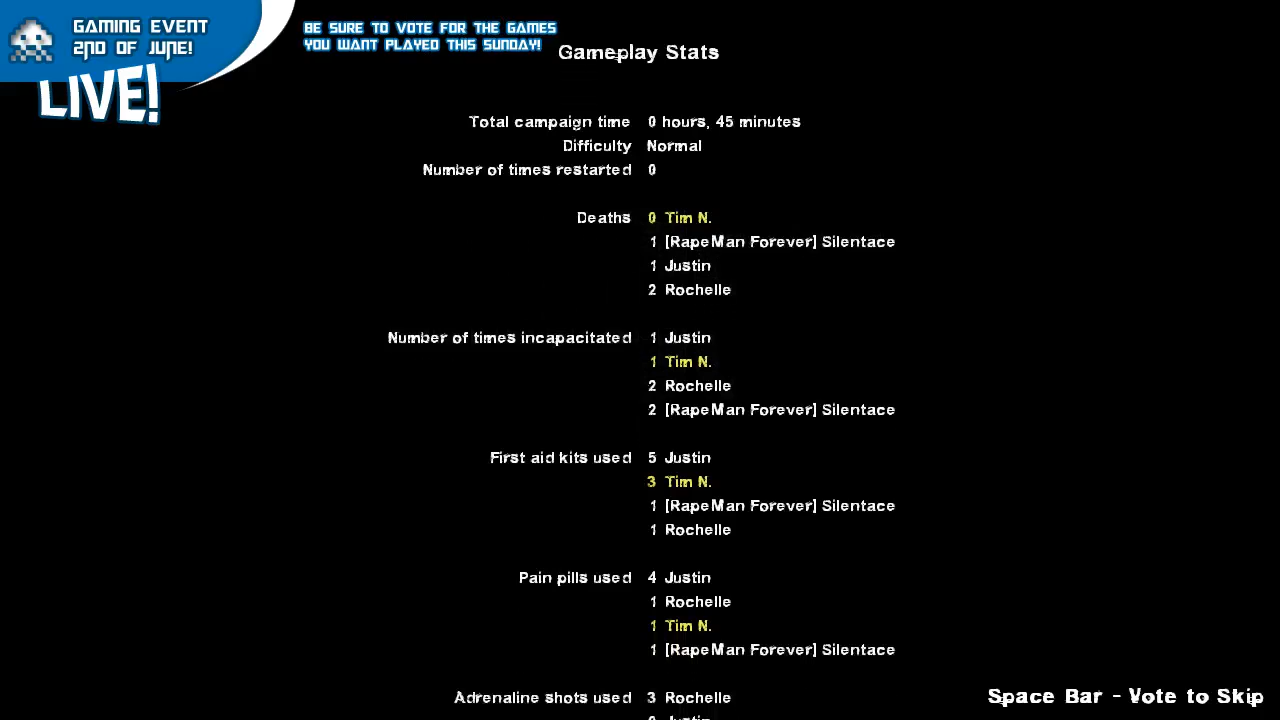 GAMING EVENT
2ND OF JUNE!
LIVE!
BE SURE TO VOTE FOR THE GAMES
YOU WANT PLAYED THIS SUNDAY!
Gameplay Stats
Total campaign time 0 hours, 45 minutes
Difficulty Normal
Number of times restarted 0
Deaths 0 Tim N.
1 [RapeMan Forever] Silentace
1 Justin
2 Rochelle
Number of times incapacitated 1 Justin
1 Tim N.
2 Rochelle
2 [RapeMan Forever] Silentace
First aid kits used 5 Justin
3 Tim N.
1 [RapeMan Forever] Silentace
1 Rochelle
Pain pills used 4 Justin
1 Rochelle
1 Tim N.
1 [RapeMan Forever] Silentace
Adrenaline shots used 3 Rochelle
Space Bar - Vote to Skip